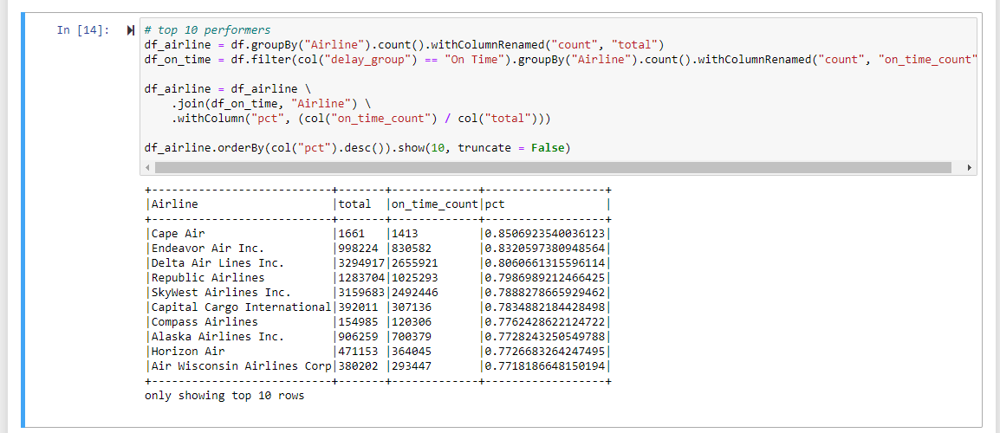 In [14]:
# top 10 performers
df_airline = df.groupBy("Airline").count().withColumnRenamed("count", "total")
df_on_time = df.filter(col("delay_group") == "On Time").groupBy("Airline").count().withColumnRenamed("count", "on_time_count"
df_airline = df_airline \
    .join(df_on_time, "Airline") \
    .withColumn("pct", (col("on_time_count") / col("total")))
df_airline.orderBy(col("pct").desc()).show(10, truncate = False)
+---------------------------+-------+-------------+------------------+
|Airline                    |total  |on_time_count|pct               |
+---------------------------+-------+-------------+------------------+
|Cape Air                   |1661   |1413         |0.8506923540036123|
|Endeavor Air Inc.          |998224 |830582       |0.8320597380948564|
|Delta Air Lines Inc.       |3294917|2655921      |0.8060661315596114|
|Republic Airlines          |1283704|1025293      |0.7986989212466425|
|SkyWest Airlines Inc.      |3159683|2492446      |0.7888278665929462|
|Capital Cargo International|392011 |307136       |0.7834882184428498|
|Compass Airlines           |154985 |120306       |0.7762428622124722|
|Alaska Airlines Inc.       |906259 |700379       |0.7728243250549788|
|Horizon Air                |471153 |364045       |0.7726683264247495|
|Air Wisconsin Airlines Corp|380202 |293447       |0.7718186648150194|
+---------------------------+-------+-------------+------------------+
only showing top 10 rows